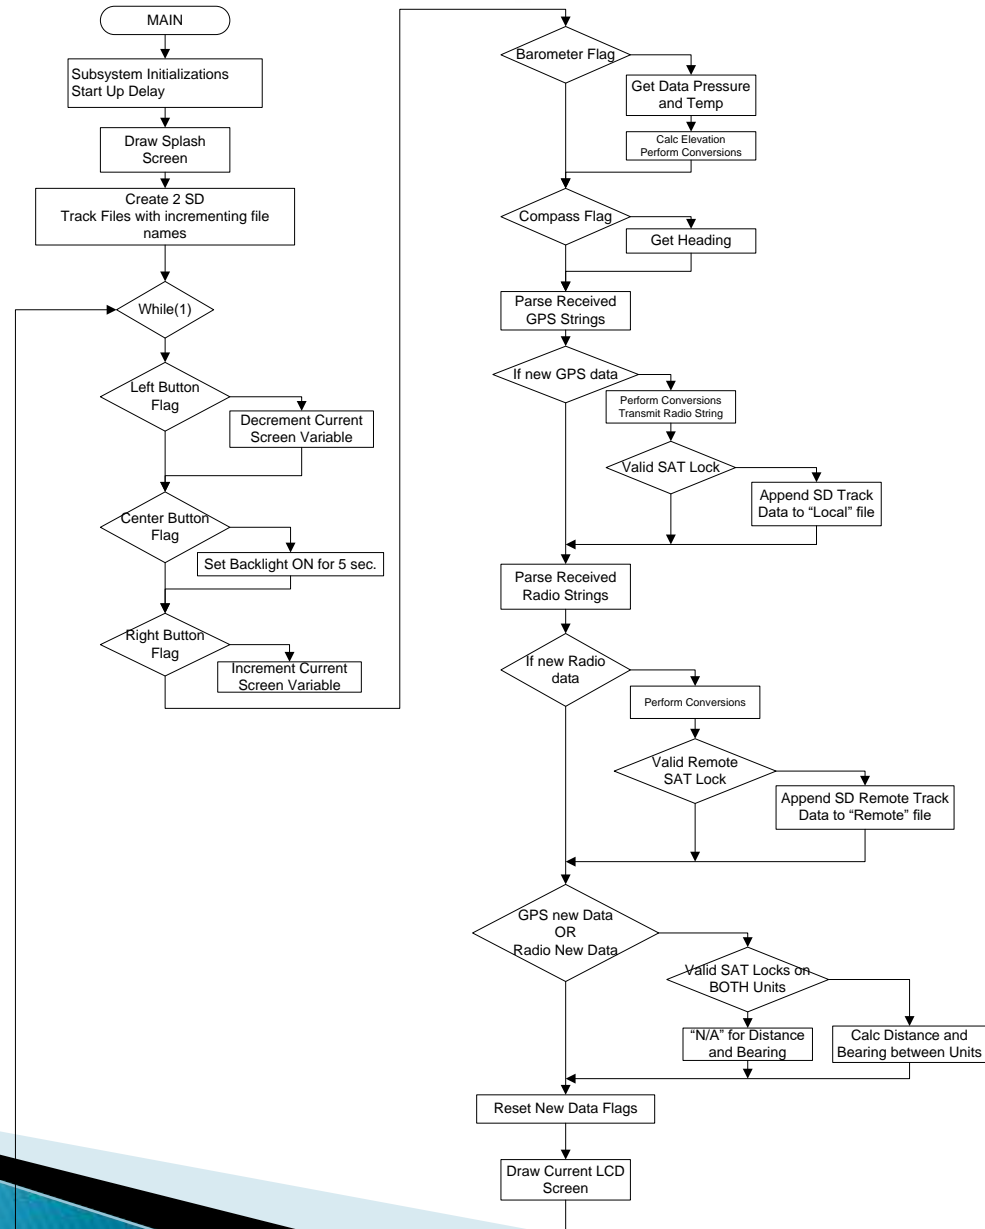 MAIN
Subsystem Initializations
Start Up Delay
Draw Splash
Screen
Create 2 SD
Track Files with incrementing file
names
While(1)
Left Button
Flag
Decrement Current
Screen Variable
Center Button
Flag
Set Backlight ON for 5 sec.
Right Button
Flag
Increment Current
Screen Variable
Barometer Flag
Get Data Pressure
and Temp
Calc Elevation
Perform Conversions
Compass Flag
Get Heading
Parse Received
GPS Strings
If new GPS data
Perform Conversions
Transmit Radio String
Valid SAT Lock
Append SD Track
Data to “Local” file
Parse Received
Radio Strings
If new Radio
data
Perform Conversions
Valid Remote
SAT Lock
Append SD Remote Track
Data to “Remote” file
GPS new Data
OR
Radio New Data
Valid SAT Locks on
BOTH Units
“N/A” for Distance
and Bearing
Calc Distance and
Bearing between Units
Reset New Data Flags
Draw Current LCD
Screen